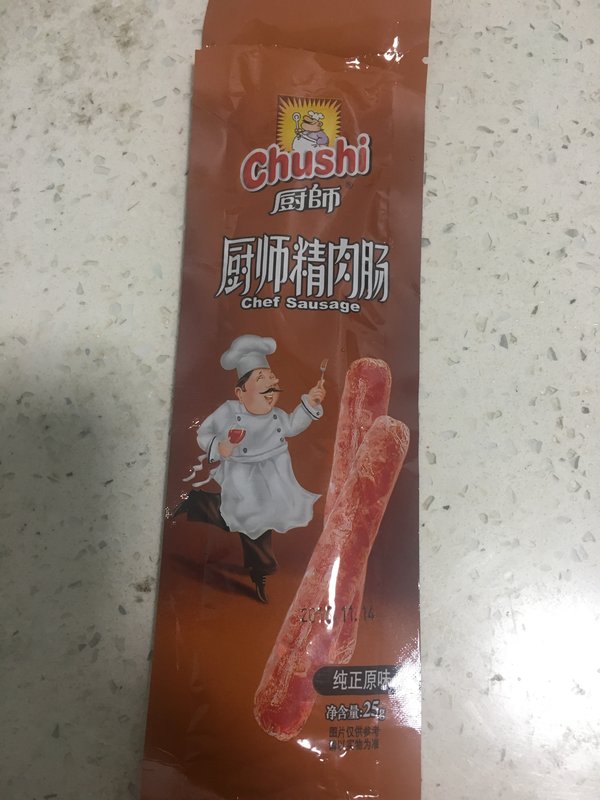 Chushi
厨師
厨师精肉肠
Chef Sausage
纯正原味
净含量:25g
图片仅供参考